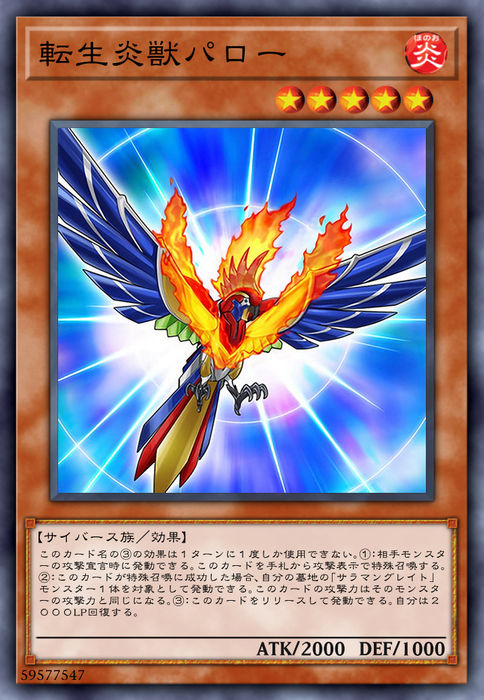 転生炎獣パロー
ほのお
炎
【サイバース族／効果】
このカード名の③の効果は１ターンに１度しか使用できない。①：相手モンスタ
ーの攻撃宣言時に発動できる。このカードを手札から攻撃表示で特殊召喚する。
②：このカードが特殊召喚に成功した場合、自分の墓地の「サラマングレイト」
モンスター１体を対象として発動できる。このカードの攻撃力はそのモンスタ
ーの攻撃力と同じになる。③：このカードをリリースして発動できる。自分は２
０００LP回復する。
ATK/2000 DEF/1000
59577547